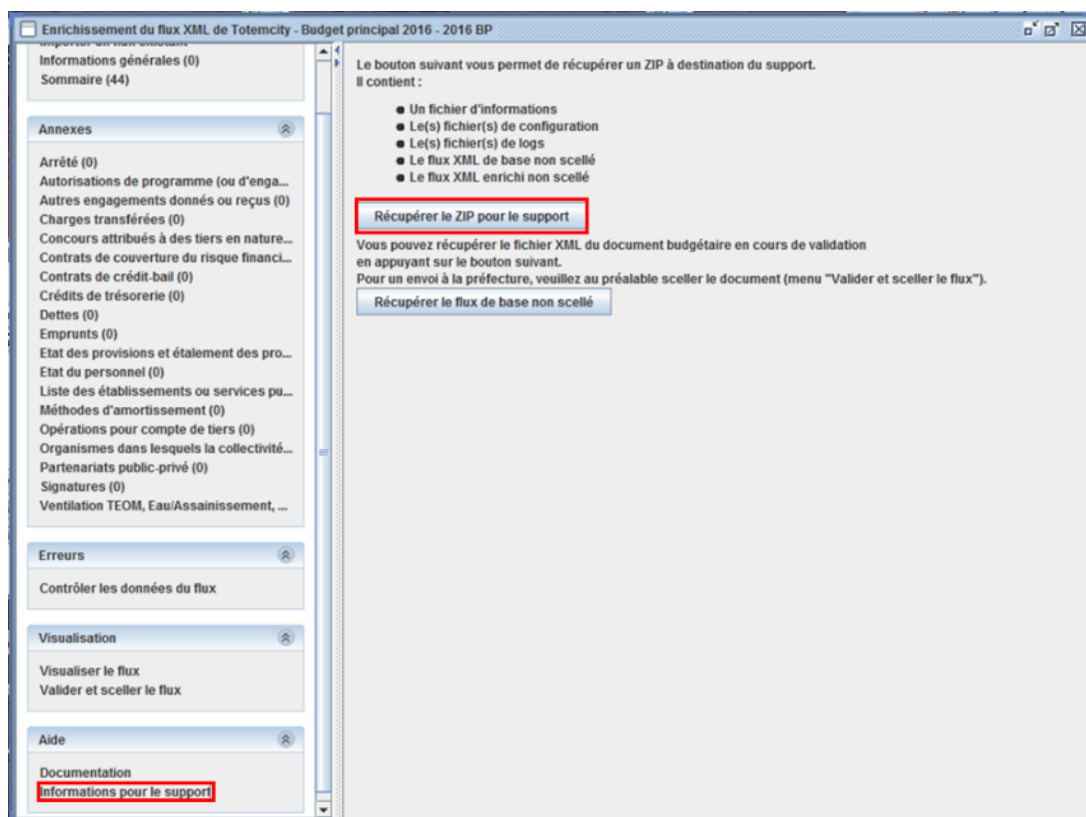 Enrichissement du flux XML de Totemcity - Budget principal 2016 - 2016 BP
Importer un flux existant
Informations générales (0)
Sommaire (44)
Annexes
Arrêté (0)
Autorisations de programme (ou d'enga...
Autres engagements donnés ou reçus (0)
Charges transférées (0)
Concours attribués à des tiers en nature...
Contrats de couverture du risque financi...
Contrats de crédit-bail (0)
Crédits de trésorerie (0)
Dettes (0)
Emprunts (0)
Etat des provisions et étalement des pro...
Etat du personnel (0)
Liste des établissements ou services pu...
Méthodes d'amortissement (0)
Opérations pour compte de tiers (0)
Organismes dans lesquels la collectivité...
Partenariats public-privé (0)
Signatures (0)
Ventilation TEOM, Eau/Assainissement, ...
Erreurs
Contrôler les données du flux
Visualisation
Visualiser le flux
Valider et sceller le flux
Aide
Documentation
Informations pour le support
Le bouton suivant vous permet de récupérer un ZIP à destination du support.
Il contient :
Un fichier d'informations
Le(s) fichier(s) de configuration
Le(s) fichier(s) de logs
Le flux XML de base non scellé
Le flux XML enrichi non scellé
Récupérer le ZIP pour le support
Vous pouvez récupérer le fichier XML du document budgétaire en cours de validation
en appuyant sur le bouton suivant.
Pour un envoi à la préfecture, veuillez au préalable sceller le document (menu "Valider et sceller le flux").
Récupérer le flux de base non scellé